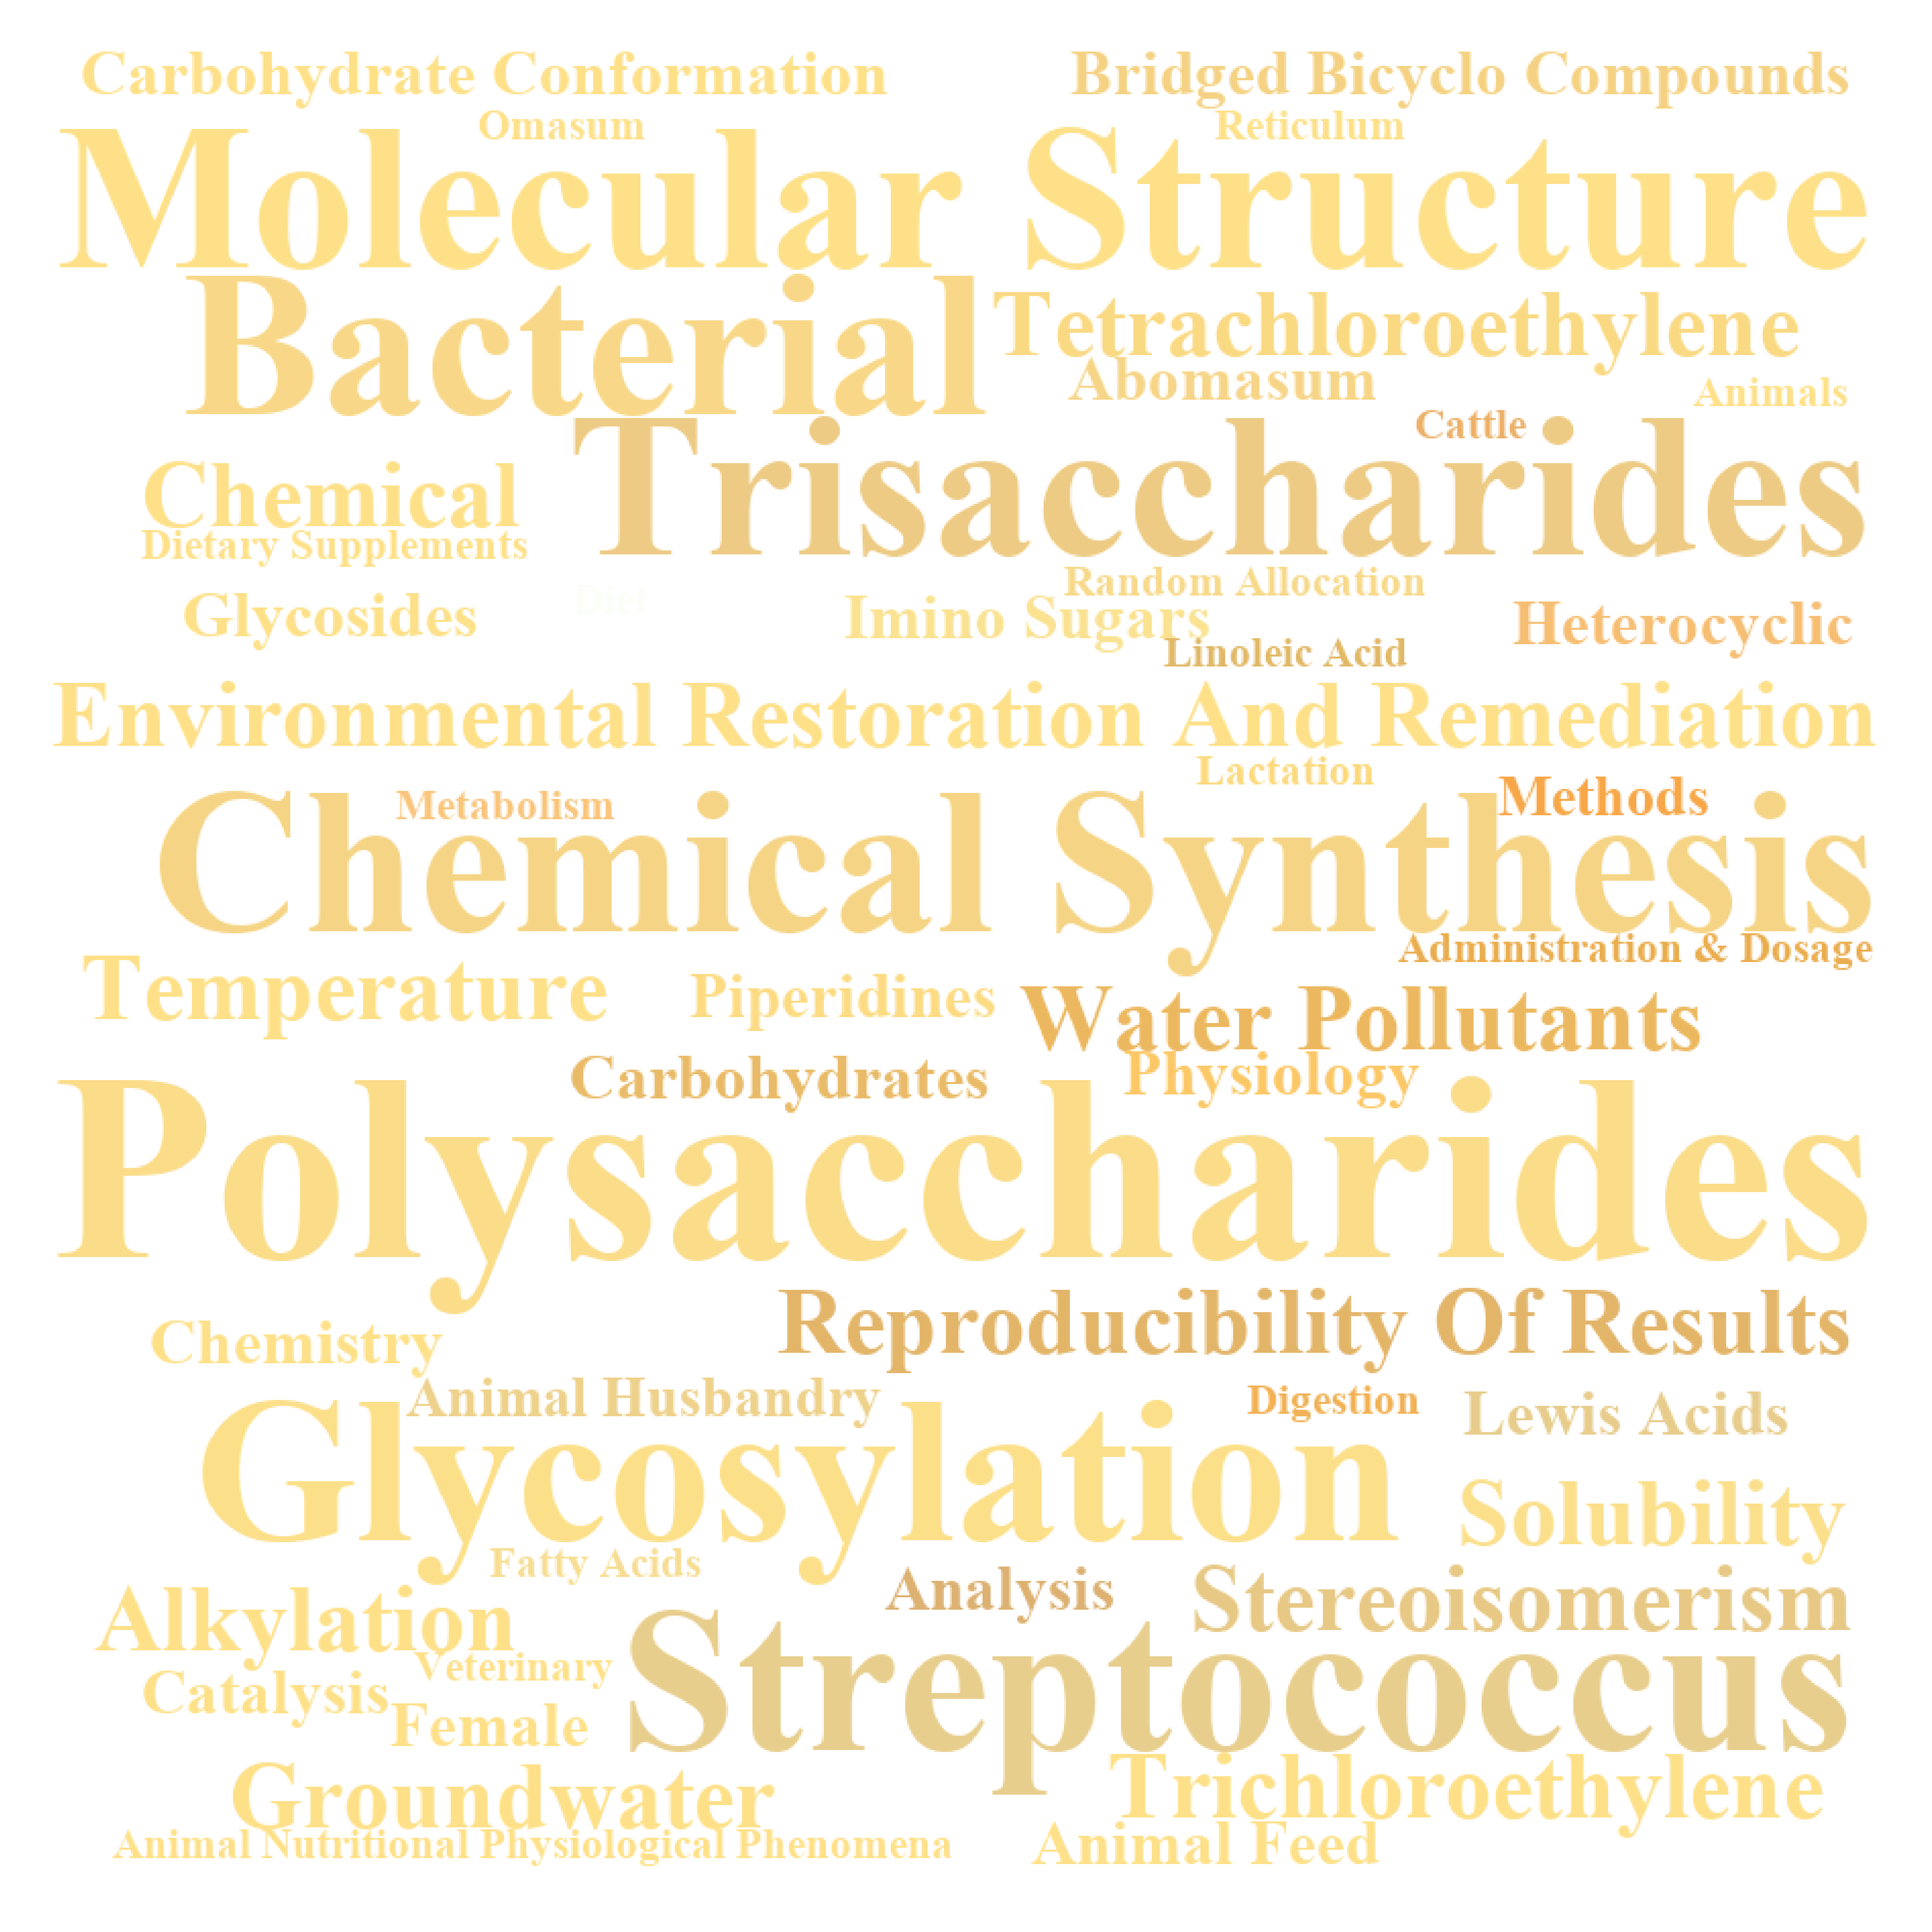 Carbohydrate Conformation
Bridged Bicyclo Compounds
Omasum
Reticulum
Molecular Structure
Bacterial
Tetrachloroethylene
Abomasum
Animals
Cattle
Trisaccharides
Chemical
Dietary Supplements
Random Allocation
Diet
Glycosides
Imino Sugars
Heterocyclic
Linoleic Acid
Environmental Restoration And Remediation
Lactation
Methods
Metabolism
Chemical Synthesis
Administration & Dosage
Temperature
Piperidines
Water Pollutants
Carbohydrates
Physiology
Polysaccharides
Reproducibility Of Results
Chemistry
Animal Husbandry
Digestion
Lewis Acids
Glycosylation
Solubility
Fatty Acids
Analysis
Stereoisomerism
Alkylation
Veterinary
Streptococcus
Catalysis
Female
Groundwater
Trichloroethylene
Animal Nutritional Physiological Phenomena
Animal Feed